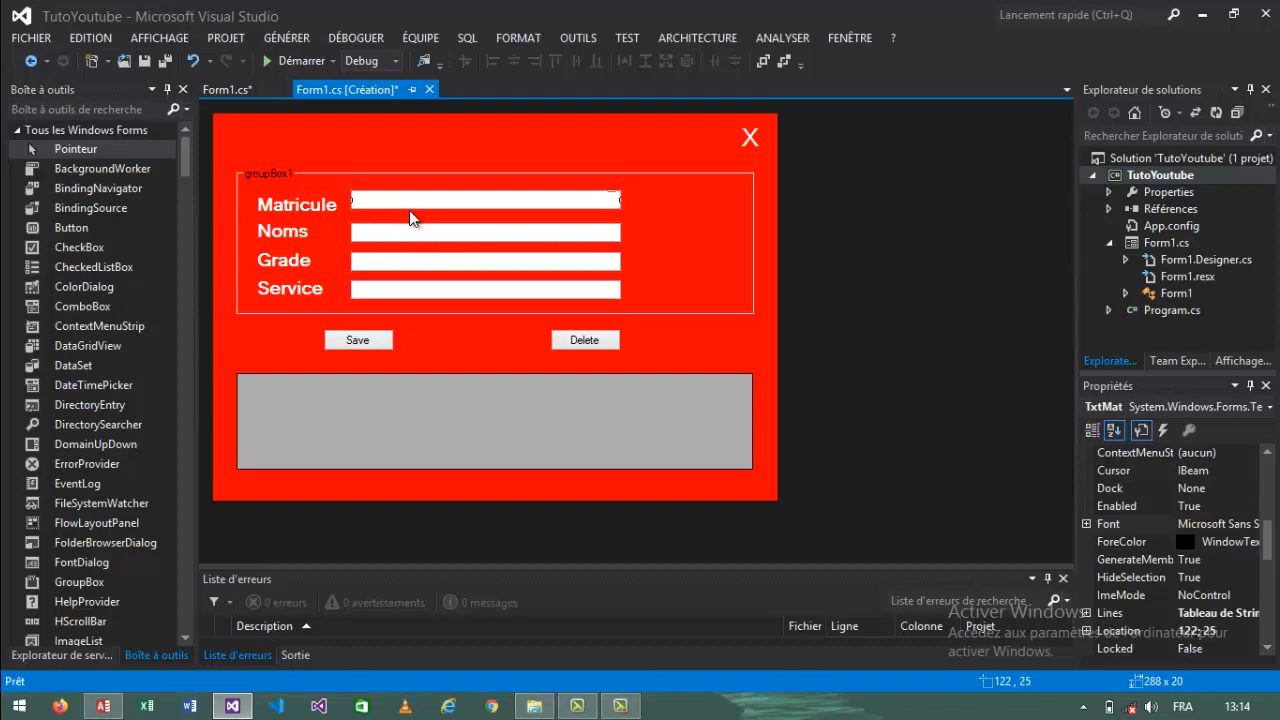 TutoYoutube - Microsoft Visual Studio
Lancement rapide (Ctrl+Q)
FICHIER EDITION AFFICHAGE PROJET GÉNÉRER DÉBOGUER ÉQUIPE SQL FORMAT OUTILS TEST ARCHITECTURE ANALYSER FENÊTRE ?
Démarrer Debug
Boîte à outils
Form1.cs* Form1.cs [Création]*
Explorateur de solutions
Boîte à outils de recherche
Rechercher Explorateur de soluti
Tous les Windows Forms
Pointeur
BackgroundWorker
BindingNavigator
BindingSource
Button
CheckBox
CheckedListBox
ColorDialog
ComboBox
ContextMenuStrip
DataGridView
DataSet
DateTimePicker
DirectoryEntry
DirectorySearcher
DomainUpDown
ErrorProvider
EventLog
FileSystemWatcher
FlowLayoutPanel
FolderBrowserDialog
FontDialog
GroupBox
HelpProvider
HScrollBar
ImageList
Explorateur de serv... Boîte à outils
X
groupBox1
Matricule
Noms
Grade
Service
Save Delete
Liste d'erreurs
0 erreurs 0 avertissements 0 messages
Liste d'erreurs de recherche
Description Fichier Ligne Colonne Projet
Liste d'erreurs Sortie
Solution 'TutoYoutube' (1 projet)
TutoYoutube
Properties
Références
App.config
Form1.cs
Form1.Designer.cs
Form1.resx
Form1
Program.cs
Explorate... Team Exp... Affichage...
Propriétés
TxtMat System.Windows.Forms.Te
ContextMenuSt (aucun)
Cursor IBeam
Dock None
Enabled True
Font Microsoft Sans S
ForeColor WindowTex
GenerateMemb True
HideSelection True
ImeMode NoControl
Lines Tableau de Strin
Location 122; 25
Locked False
Activer Windows
Accédez aux paramètres de l'ordinateur pour
activer Windows.
Prêt 122 , 25 288 x 20
FRA 13:14